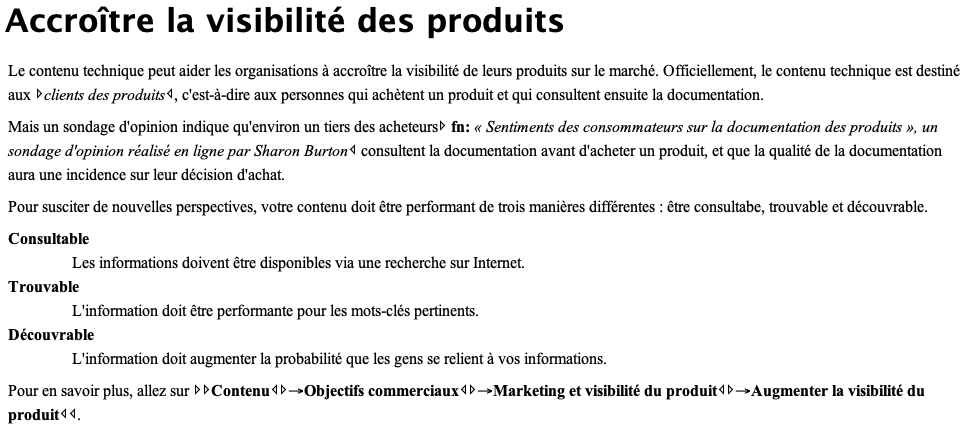 Accroître la visibilité des produits
Le contenu technique peut aider les organisations à accroître la visibilité de leurs produits sur le marché. Officiellement, le contenu technique est destiné
aux ▷clients des produits◁, c'est-à-dire aux personnes qui achètent un produit et qui consultent ensuite la documentation.
Mais un sondage d'opinion indique qu'environ un tiers des acheteurs▷ fn: « Sentiments des consommateurs sur la documentation des produits », un
sondage d'opinion réalisé en ligne par Sharon Burton◁ consultent la documentation avant d'acheter un produit, et que la qualité de la documentation
aura une incidence sur leur décision d'achat.
Pour susciter de nouvelles perspectives, votre contenu doit être performant de trois manières différentes : être consultabe, trouvable et découvrable.
Consultable
Les informations doivent être disponibles via une recherche sur Internet.
Trouvable
L'information doit être performante pour les mots-clés pertinents.
Découvrable
L'information doit augmenter la probabilité que les gens se relient à vos informations.
Pour en savoir plus, allez sur ▷▷Contenu◁▷→Objectifs commerciaux◁▷→Marketing et visibilité du produit◁▷→Augmenter la visibilité du
produit◁◁.